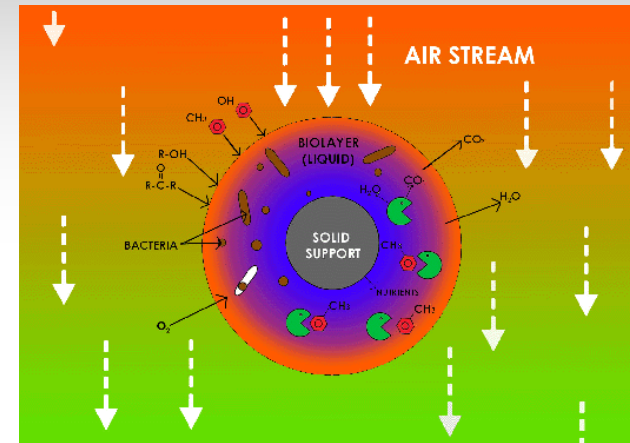 AIR STREAM
OH
CH₃
BIOLAYER
(LIQUID)
CO₂
R-OH
O
R-C-R
H₂O
CO₂
H₂O
BACTERIA
SOLID
SUPPORT
CH₃
NUTRIENTS
CH₃
CH₃
O₂